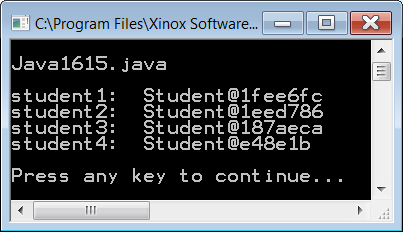 C:\Program Files\Xinox Software...
Java1615.java
student1:  Student@1fee6fc
student2:  Student@1eed786
student3:  Student@187aeca
student4:  Student@e48e1b
Press any key to continue...